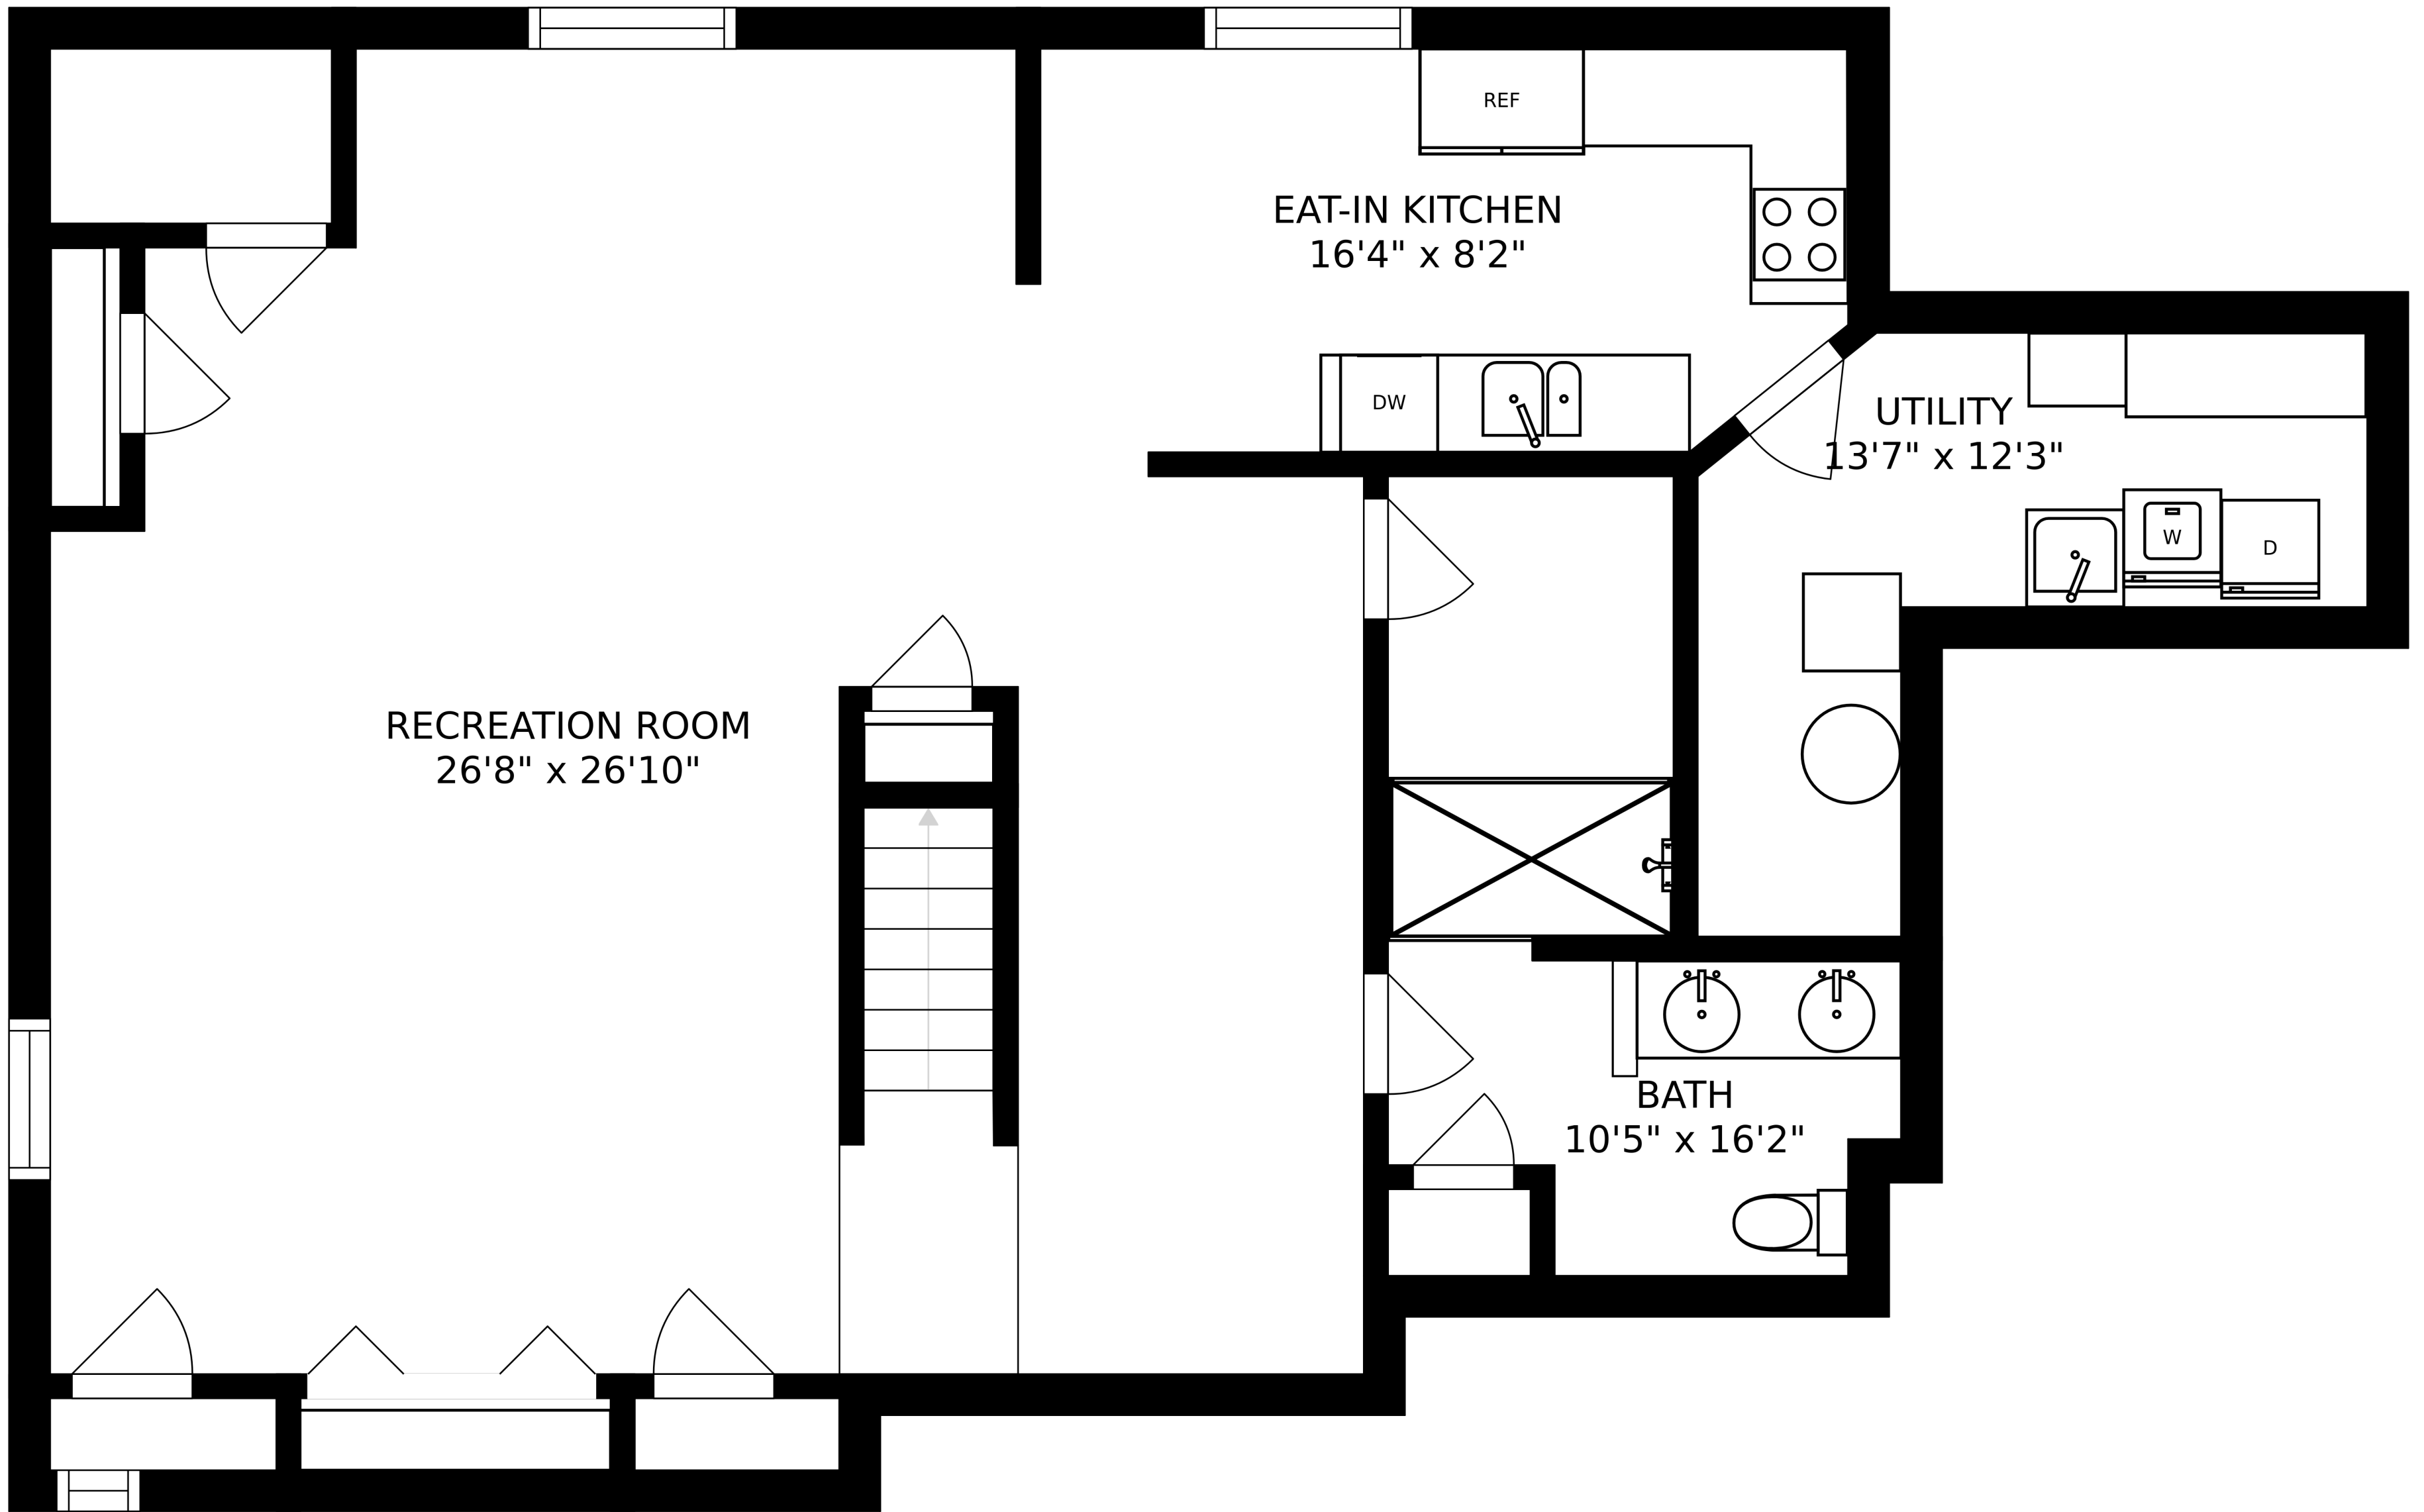 REF
EAT-IN KITCHEN
16'4" x 8'2"
DW
UTILITY
13'7" x 12'3"
W
D
RECREATION ROOM
26'8" x 26'10"
BATH
10'5" x 16'2"